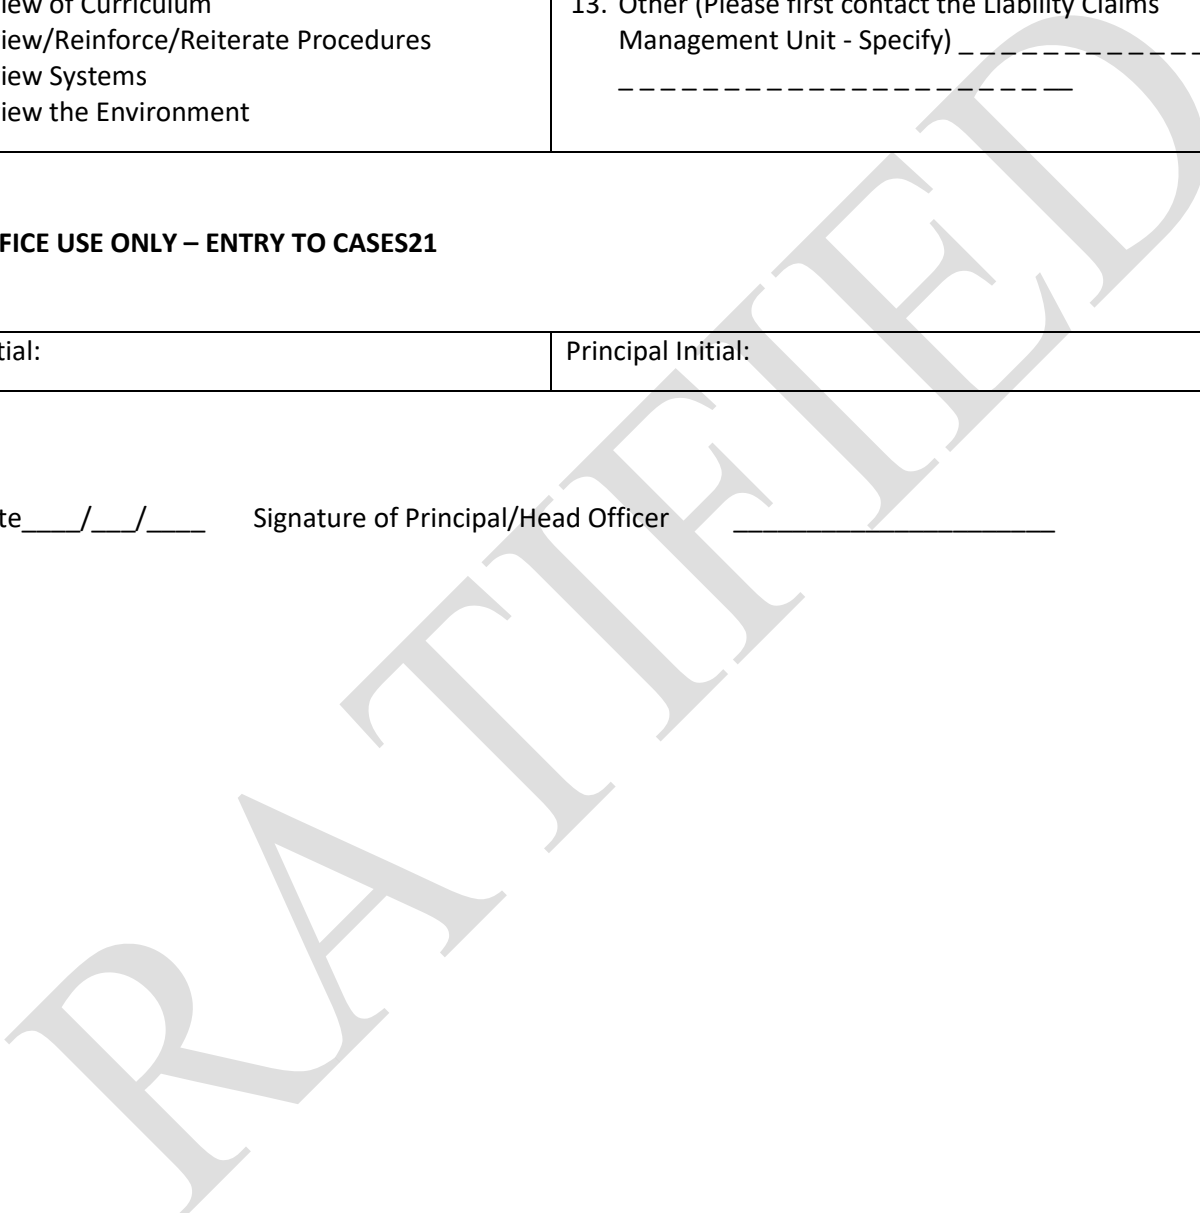 iew of Curriculum
iew/Reinforce/Reiterate Procedures
iew Systems
iew the Environment
13. Other (Please first contact the Liability Claims
Management Unit - Specify) _ _ _ _ _ _ _ _ _ _ _ _ _
_ _ _ _ _ _ _ _ _ _ _ _ _ _ _ _ _ _ _ _ _ __
FICE USE ONLY – ENTRY TO CASES21
tial:
Principal Initial:
te____/___/____ Signature of Principal/Head Officer ______________________
RATIFIED